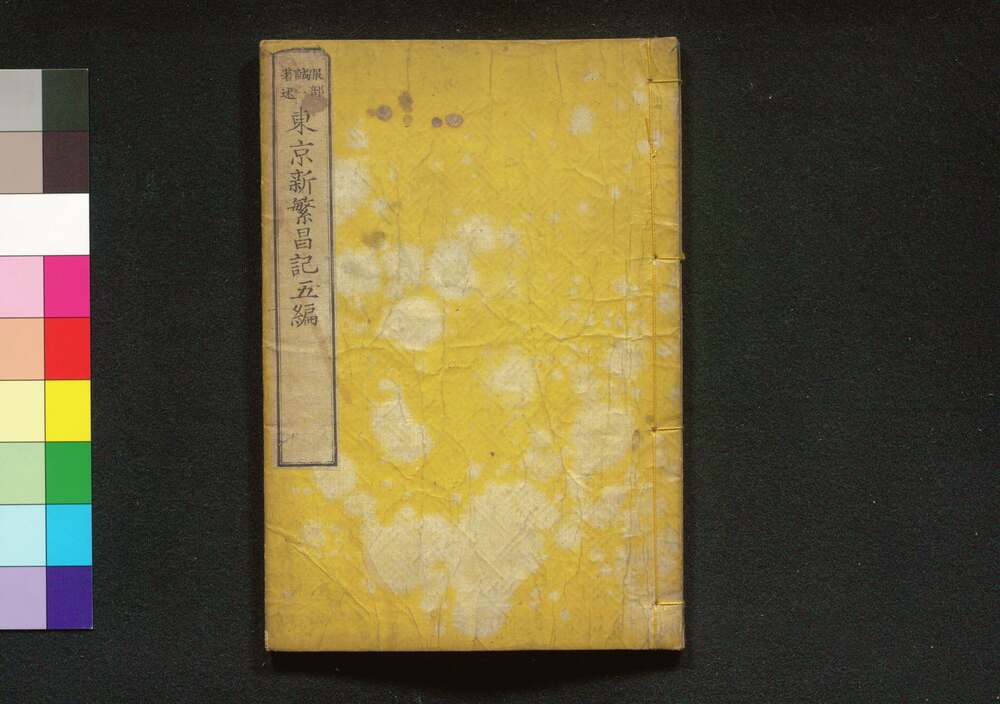 服部
誠一
著述
東京新繁昌記五編